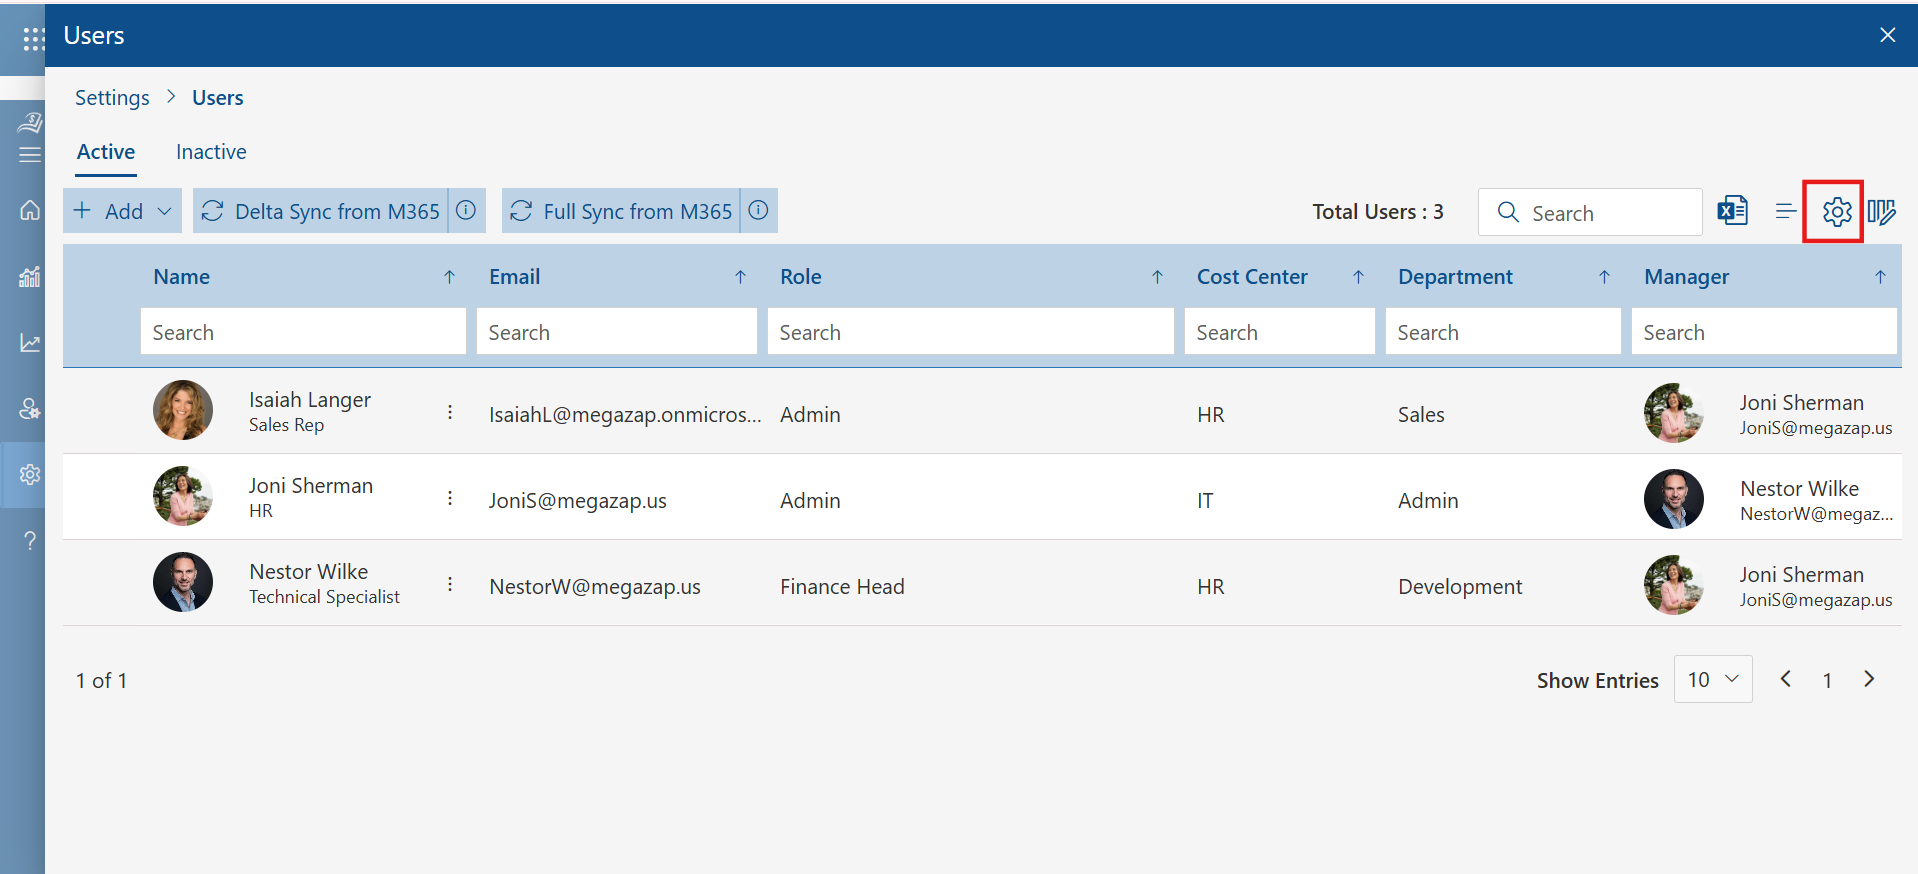 Users
Settings > Users
Active Inactive
+ Add Delta Sync from M365 Full Sync from M365 Total Users : 3 Search
Name Email Role Cost Center Department Manager
Search Search Search Search Search Search
Isaiah Langer
Sales Rep
IsaiahL@megazap.onmicros... Admin HR Sales
Joni Sherman
JoniS@megazap.us
Joni Sherman
HR
JoniS@megazap.us Admin IT Admin
Nestor Wilke
NestorW@megaz...
Nestor Wilke
Technical Specialist
NestorW@megazap.us Finance Head HR Development
Joni Sherman
JoniS@megazap.us
1 of 1 Show Entries 10 1